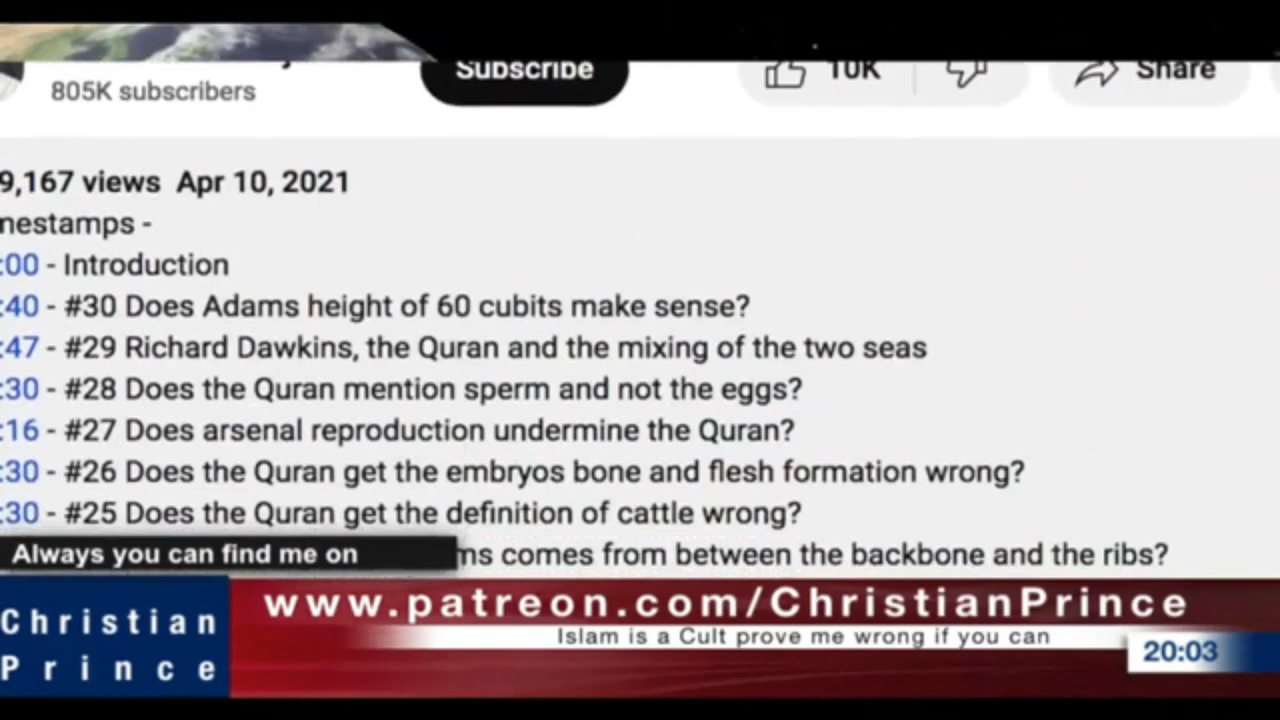 805K subscribers
Subscribe
10K
Share
9,167 views Apr 10, 2021
nestamps -
:00 - Introduction
:40 - #30 Does Adams height of 60 cubits make sense?
:47 - #29 Richard Dawkins, the Quran and the mixing of the two seas
:30 - #28 Does the Quran mention sperm and not the eggs?
:16 - #27 Does arsenal reproduction undermine the Quran?
:30 - #26 Does the Quran get the embryos bone and flesh formation wrong?
:30 - #25 Does the Quran get the definition of cattle wrong?
Always you can find me on
ms comes from between the backbone and the ribs?
Christian
Prince
www.patreon.com/ChristianPrince
Islam is a Cult prove me wrong if you can
20:03